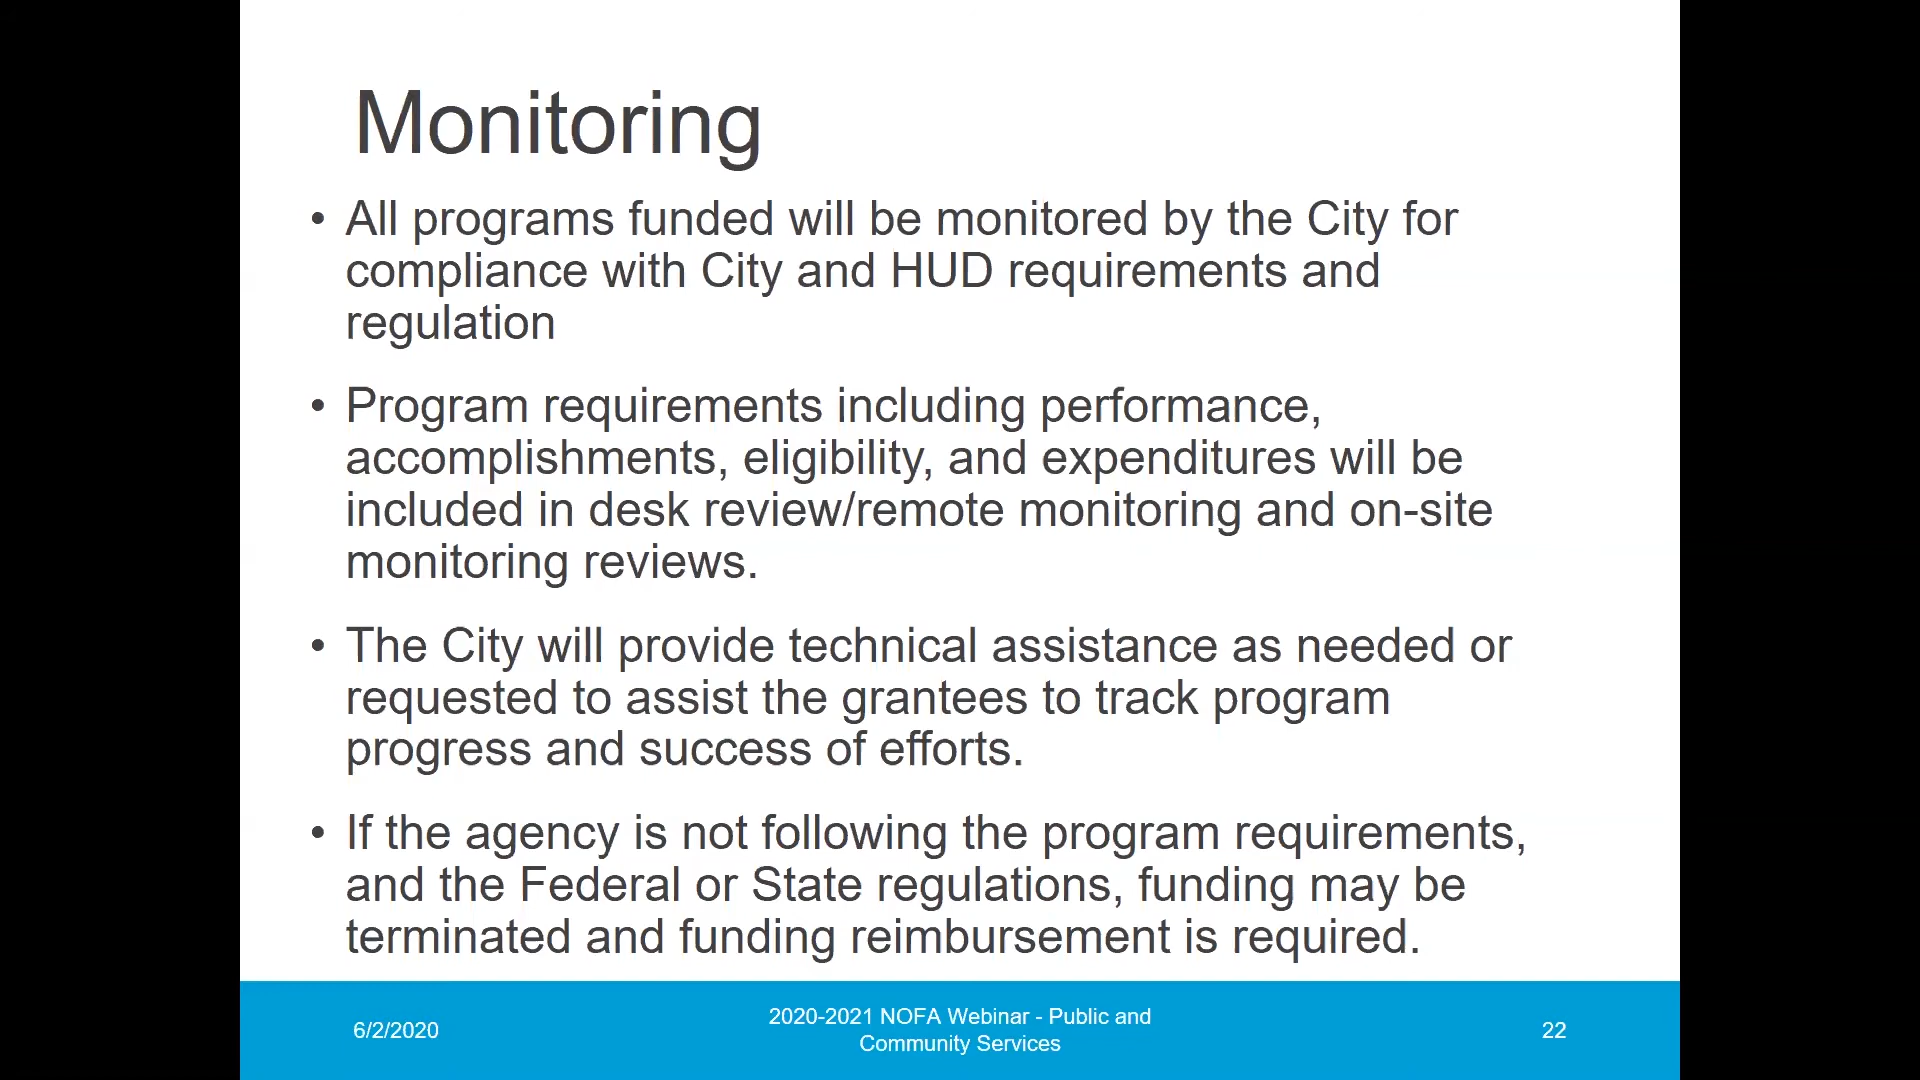 Monitoring
• All programs funded will be monitored by the City for
compliance with City and HUD requirements and
regulation
• Program requirements including performance,
accomplishments, eligibility, and expenditures will be
included in desk review/remote monitoring and on-site
monitoring reviews.
• The City will provide technical assistance as needed or
requested to assist the grantees to track program
progress and success of efforts.
• If the agency is not following the program requirements,
and the Federal or State regulations, funding may be
terminated and funding reimbursement is required.
6/2/2020
2020-2021 NOFA Webinar - Public and
Community Services
22